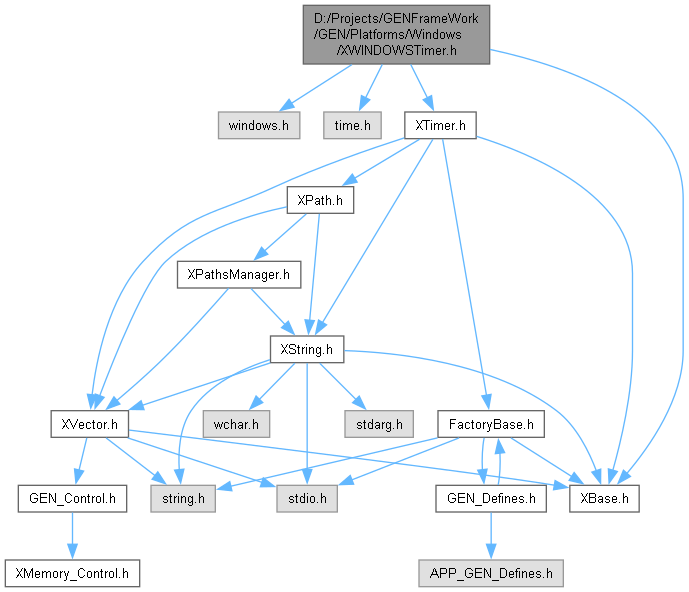 D:/Projects/GENFrameWork
/GEN/Platforms/Windows
/XWINDOWSTimer.h
windows.h
time.h
XTimer.h
XPath.h
XPathsManager.h
XString.h
XVector.h
wchar.h
stdarg.h
FactoryBase.h
GEN_Control.h
string.h
stdio.h
GEN_Defines.h
XBase.h
XMemory_Control.h
APP_GEN_Defines.h